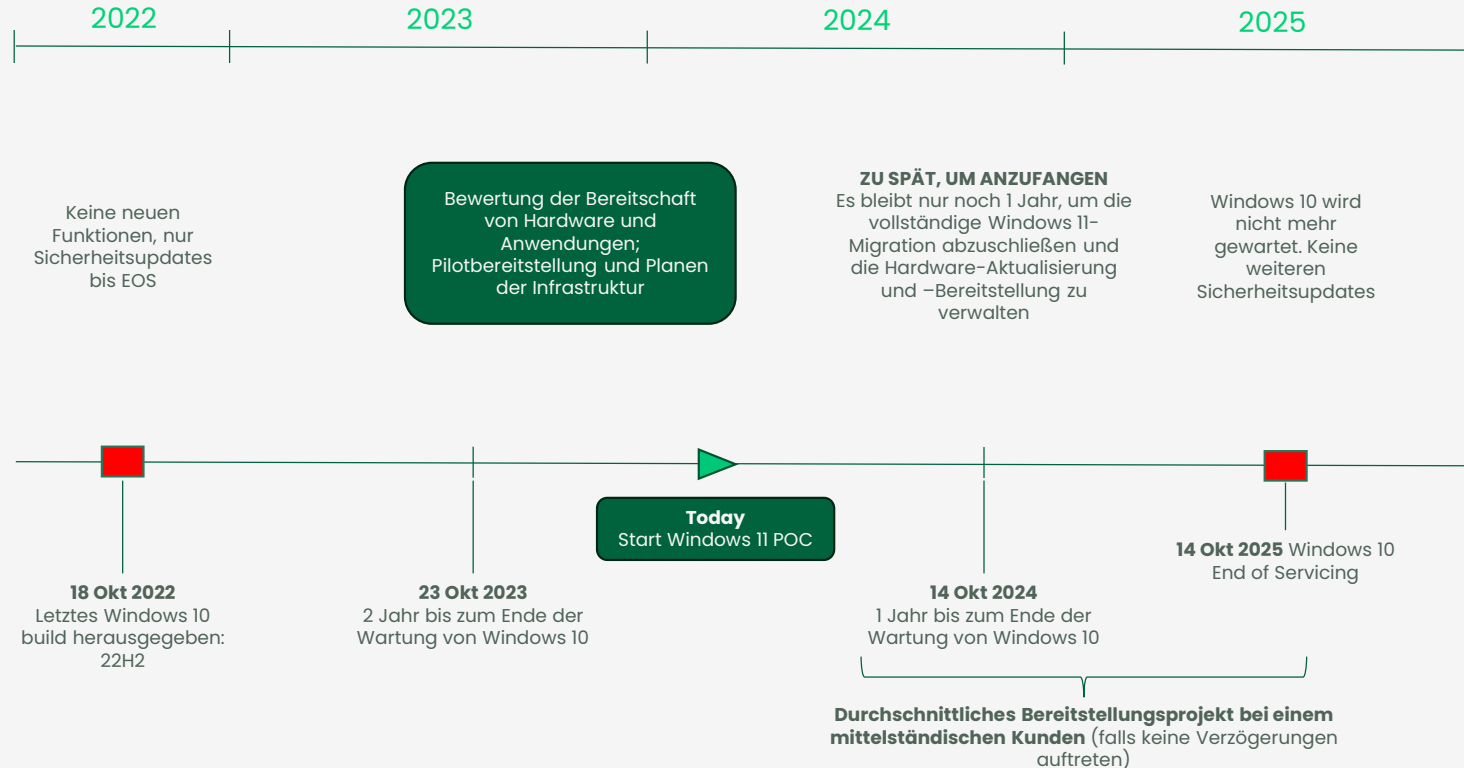 2022
2023
2024
2025
Keine neuen
Funktionen, nur
Sicherheitsupdates
bis EOS
Bewertung der Bereitschaft
von Hardware und
Anwendungen;
Pilotbereitstellung und Planen
der Infrastruktur
ZU SPÄT, UM ANZUFANGEN
Es bleibt nur noch 1 Jahr, um die
vollständige Windows 11-
Migration abzuschließen und
die Hardware-Aktualisierung
und –Bereitstellung zu
verwalten
Windows 10 wird
nicht mehr
gewartet. Keine
weiteren
Sicherheitsupdates
18 Okt 2022
Letztes Windows 10
build herausgegeben:
22H2
23 Okt 2023
2 Jahr bis zum Ende der
Wartung von Windows 10
Today
Start Windows 11 POC
14 Okt 2024
1 Jahr bis zum Ende der
Wartung von Windows 10
14 Okt 2025 Windows 10
End of Servicing
Durchschnittliches Bereitstellungsprojekt bei einem
mittelständischen Kunden (falls keine Verzögerungen
auftreten)